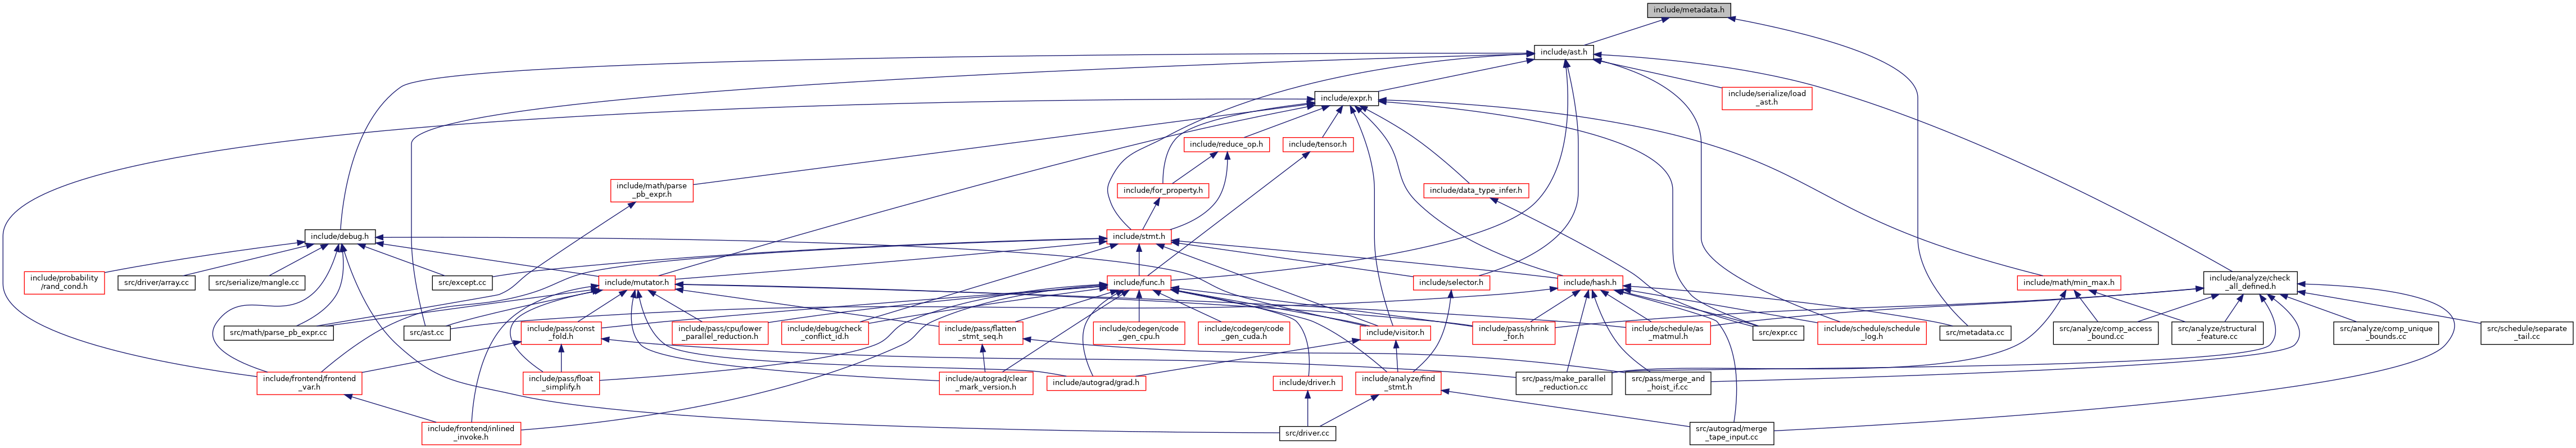 include/metadata.h
include/ast.h
include/expr.h
include/serialize/load
_ast.h
include/reduce_op.h
include/tensor.h
include/math/parse
_pb_expr.h
include/for_property.h
include/data_type_infer.h
include/debug.h
include/stmt.h
include/probability
/rand_cond.h
src/driver/array.cc
src/serialize/mangle.cc
src/except.cc
include/mutator.h
include/func.h
include/selector.h
include/hash.h
include/math/min_max.h
include/analyze/check
_all_defined.h
src/math/parse_pb_expr.cc
src/ast.cc
include/pass/const
_fold.h
include/pass/cpu/lower
_parallel_reduction.h
include/debug/check
_conflict_id.h
include/pass/flatten
_stmt_seq.h
include/codegen/code
_gen_cpu.h
include/codegen/code
_gen_cuda.h
include/visitor.h
include/pass/shrink
_for.h
include/schedule/as
_matmul.h
src/expr.cc
include/schedule/schedule
_log.h
src/metadata.cc
src/analyze/comp_access
_bound.cc
src/analyze/structural
_feature.cc
src/analyze/comp_unique
_bounds.cc
src/schedule/separate
_tail.cc
include/frontend/frontend
_var.h
include/pass/float
_simplify.h
include/autograd/clear
_mark_version.h
include/autograd/grad.h
include/driver.h
include/analyze/find
_stmt.h
src/pass/make_parallel
_reduction.cc
src/pass/merge_and
_hoist_if.cc
include/frontend/inlined
_invoke.h
src/driver.cc
src/autograd/merge
_tape_input.cc